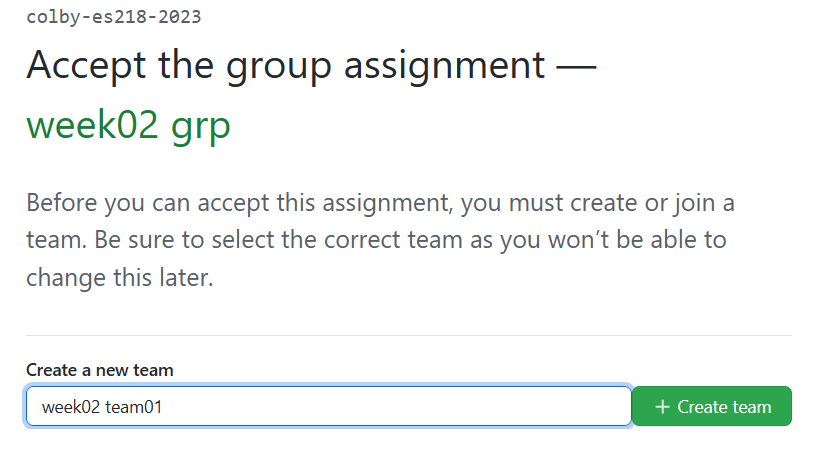 colby-es218-2023
Accept the group assignment —
week02 grp
Before you can accept this assignment, you must create or join a
team. Be sure to select the correct team as you won’t be able to
change this later.
Create a new team
week02 team01
+ Create team